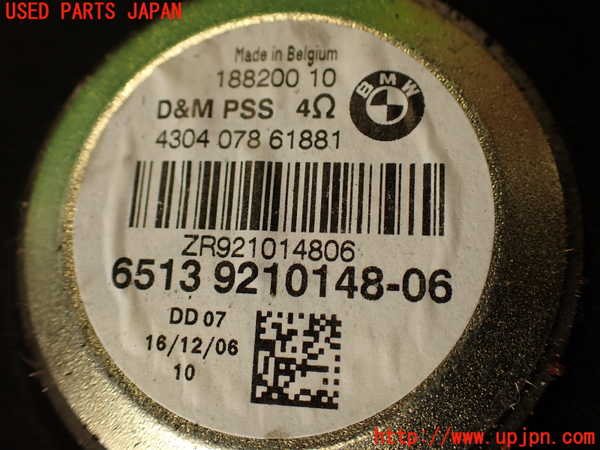 USED PARTS JAPAN
Made in Belgium
188200 10
D&M PSS 4Ω
BMW
4304 078 61881
ZR921014806
6513 9210148-06
DD 07
16/12/06
10
http://www.upjpn.com/